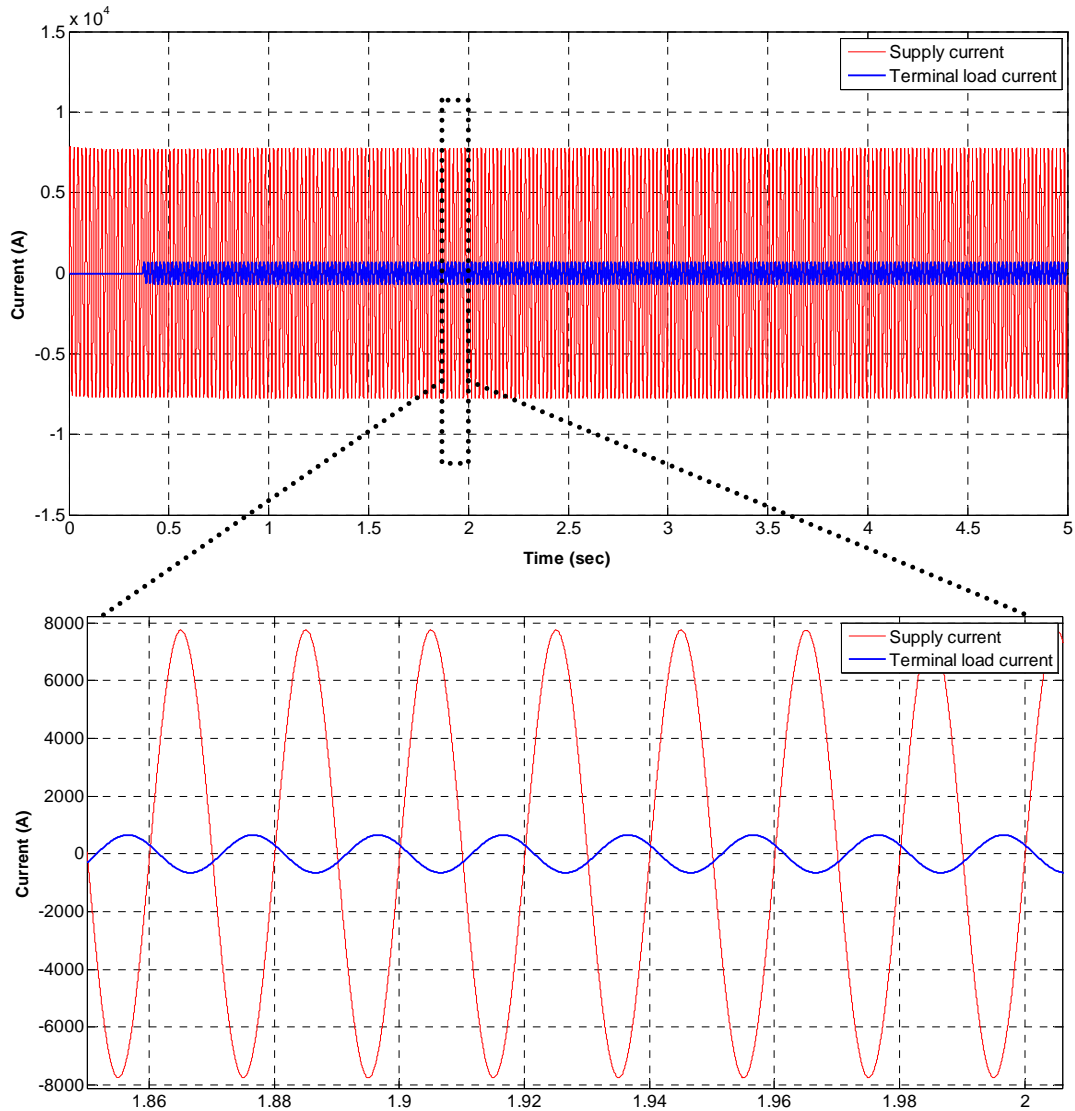 x 10^4
1.5
1
0.5
0
-0.5
-1
-1.5
Current (A)
Supply current
Terminal load current
0 0.5 1 1.5 2 2.5 3 3.5 4 4.5 5
Time (sec)
8000
6000
4000
2000
0
-2000
-4000
-6000
-8000
Current (A)
Supply current
Terminal load current
1.86 1.88 1.9 1.92 1.94 1.96 1.98 2